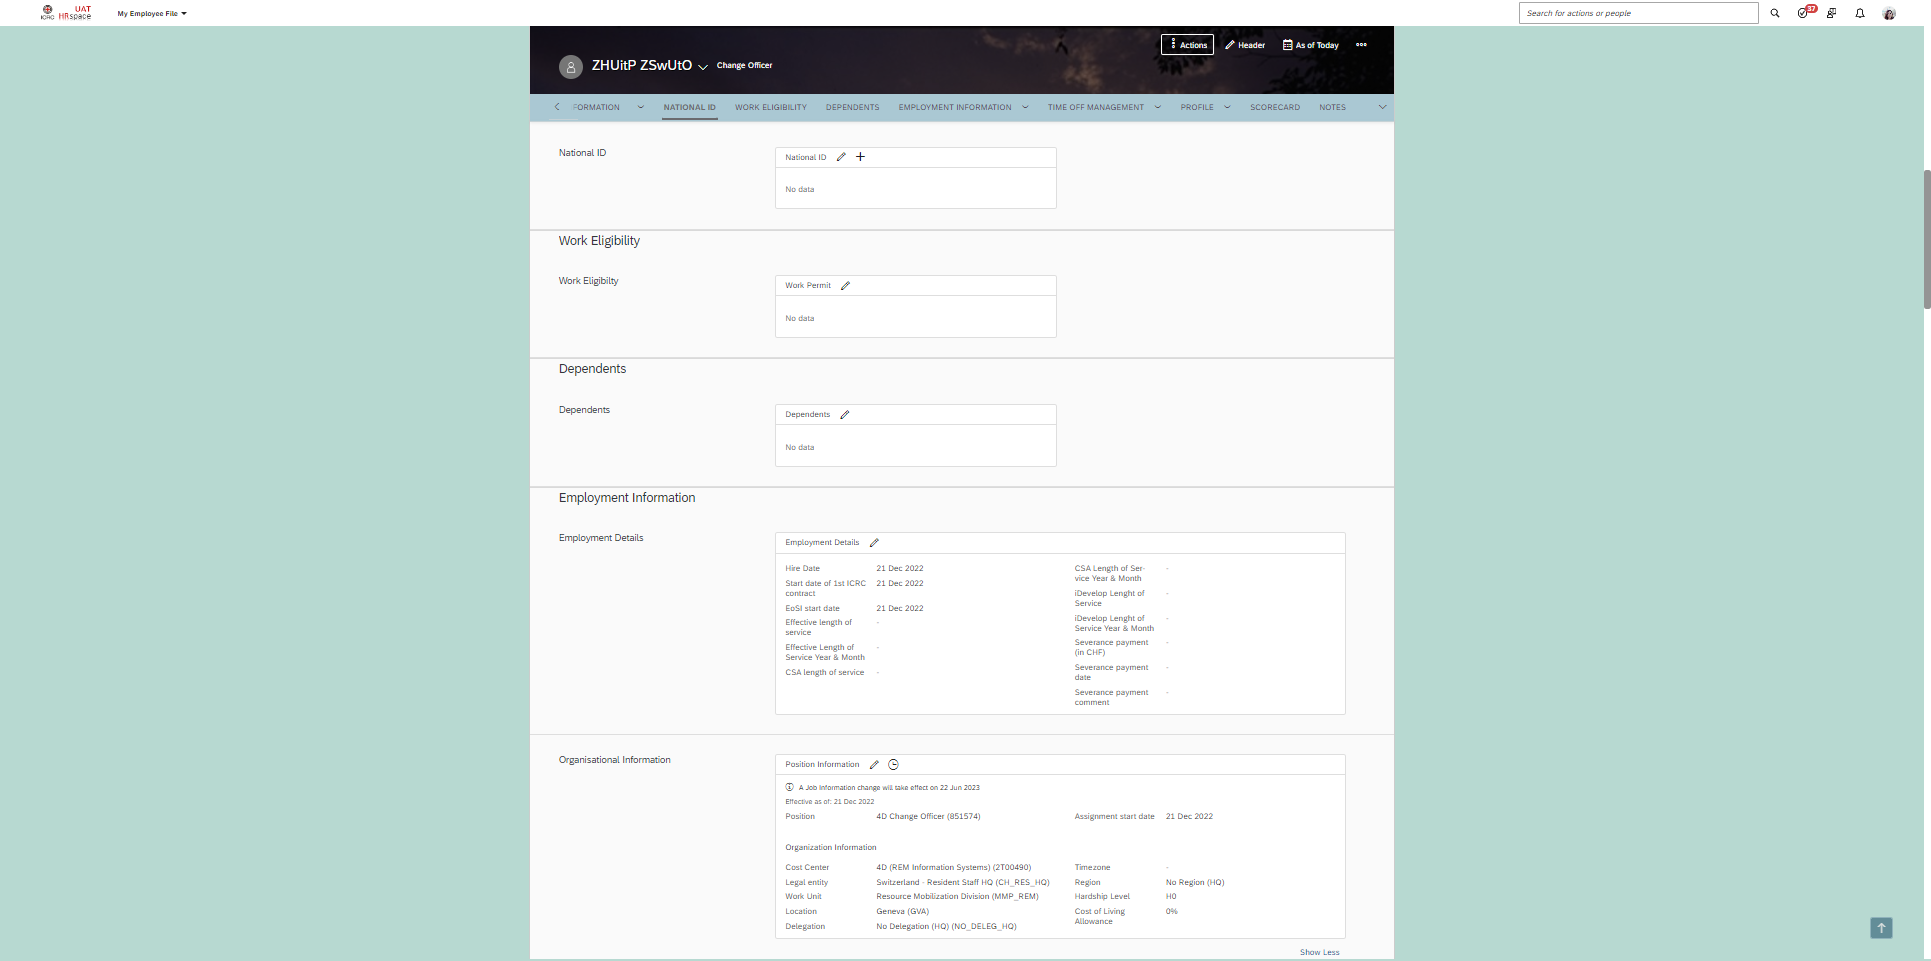 UAT
ICRC HRspace
My Employee File
Search for actions or people
37
Actions
Header
As of Today
ZHUitP ZSwUtO
Change Officer
FORMATION
NATIONAL ID
WORK ELIGIBILITY
DEPENDENTS
EMPLOYMENT INFORMATION
TIME OFF MANAGEMENT
PROFILE
SCORECARD
NOTES
National ID
National ID
No data
Work Eligibility
Work Eligibilty
Work Permit
No data
Dependents
Dependents
Dependents
No data
Employment Information
Employment Details
Employment Details
Hire Date 21 Dec 2022
Start date of 1st ICRC
contract
21 Dec 2022
EoSI start date 21 Dec 2022
Effective length of
service
-
Effective Length of
Service Year & Month
-
CSA length of service -
CSA Length of Ser-
vice Year & Month
-
iDevelop Lenght of
Service
-
iDevelop Lenght of
Service Year & Month
-
Severance payment
(in CHF)
-
Severance payment
date
-
Severance payment
comment
-
Organisational Information
Position Information
A Job Information change will take effect on 22 Jun 2023
Effective as of: 21 Dec 2022
Position 4D Change Officer (851574)
Assignment start date 21 Dec 2022
Organization Information
Cost Center 4D (REM Information Systems) (2T00490)
Legal entity Switzerland - Resident Staff HQ (CH_RES_HQ)
Work Unit Resource Mobilization Division (MMP_REM)
Location Geneva (GVA)
Delegation No Delegation (HQ) (NO_DELEG_HQ)
Timezone -
Region No Region (HQ)
Hardship Level H0
Cost of Living
Allowance
0%
Show Less